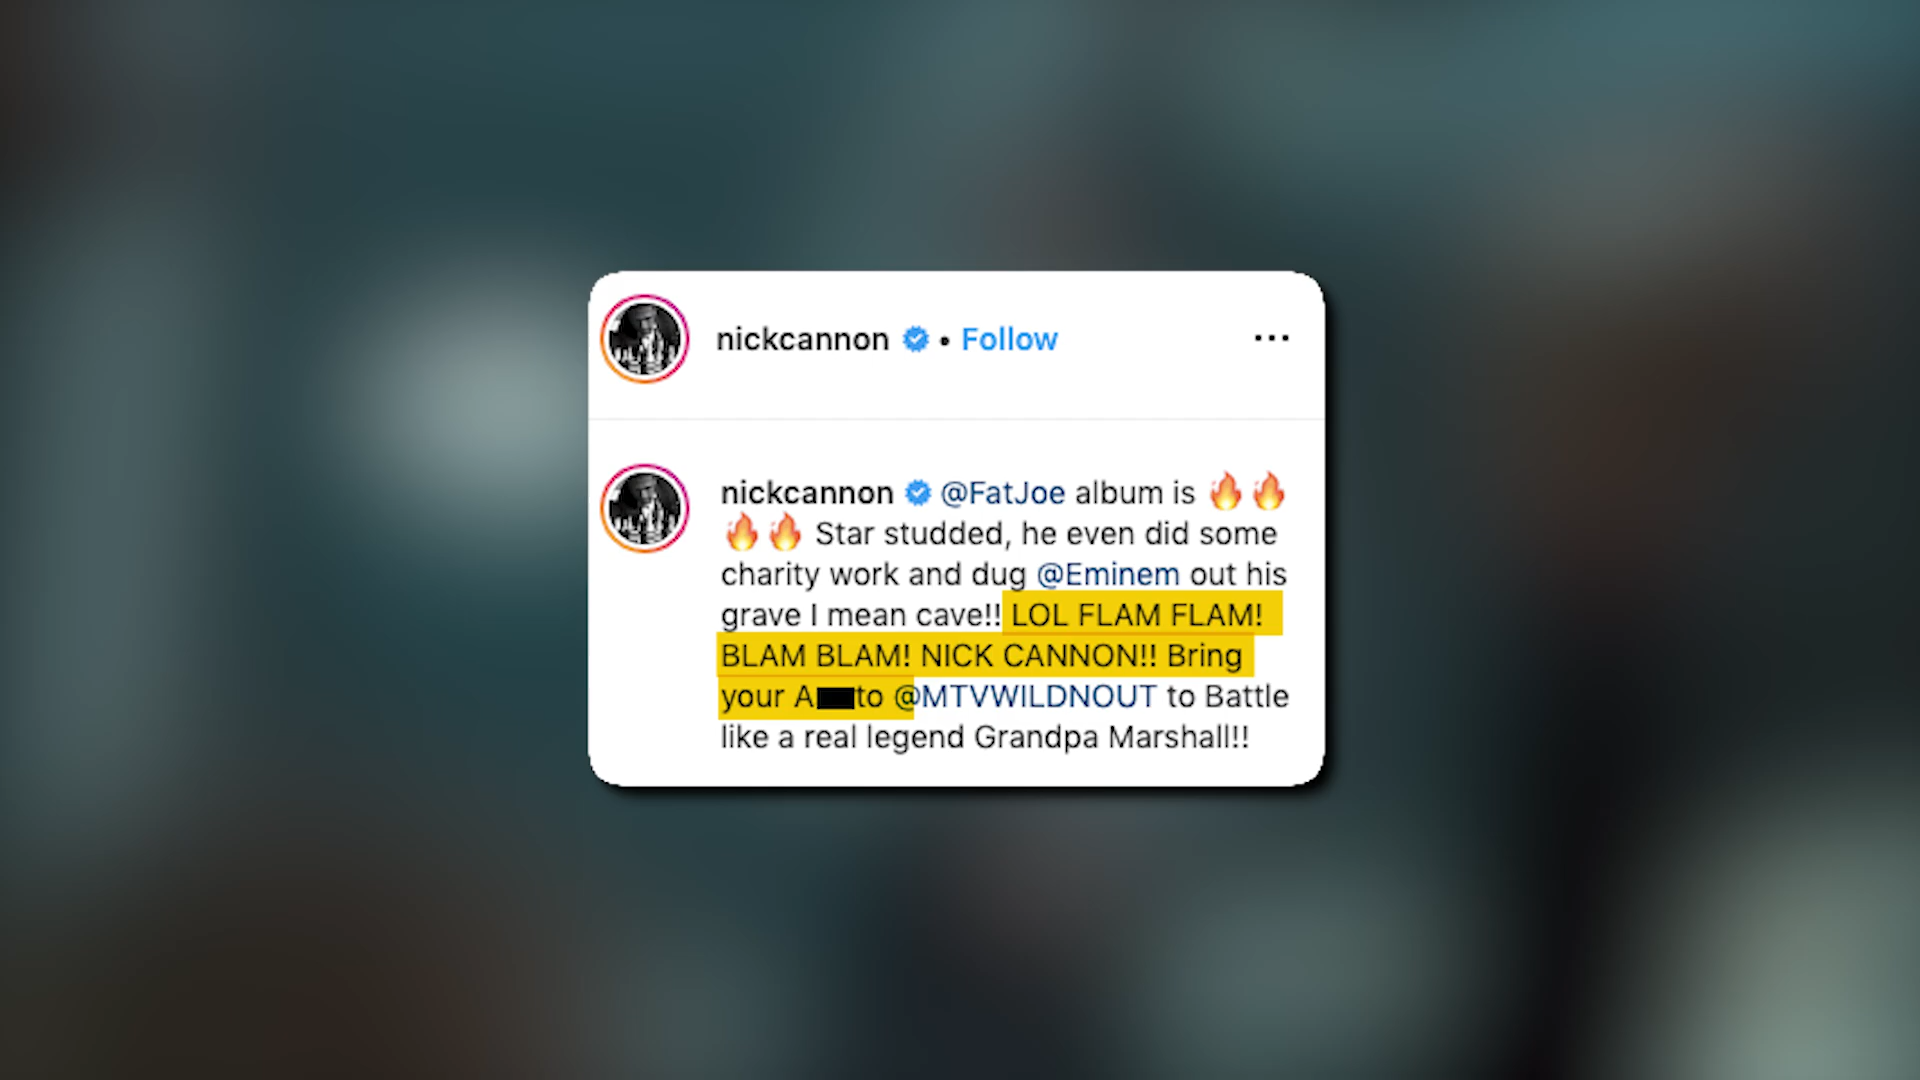 nickcannon • Follow
nickcannon @FatJoe album is 🔥🔥
🔥🔥 Star studded, he even did some
charity work and dug @Eminem out his
grave I mean cave!! LOL FLAM FLAM!
BLAM BLAM! NICK CANNON!! Bring
your A to @MTVWILDNOUT to Battle
like a real legend Grandpa Marshall!!